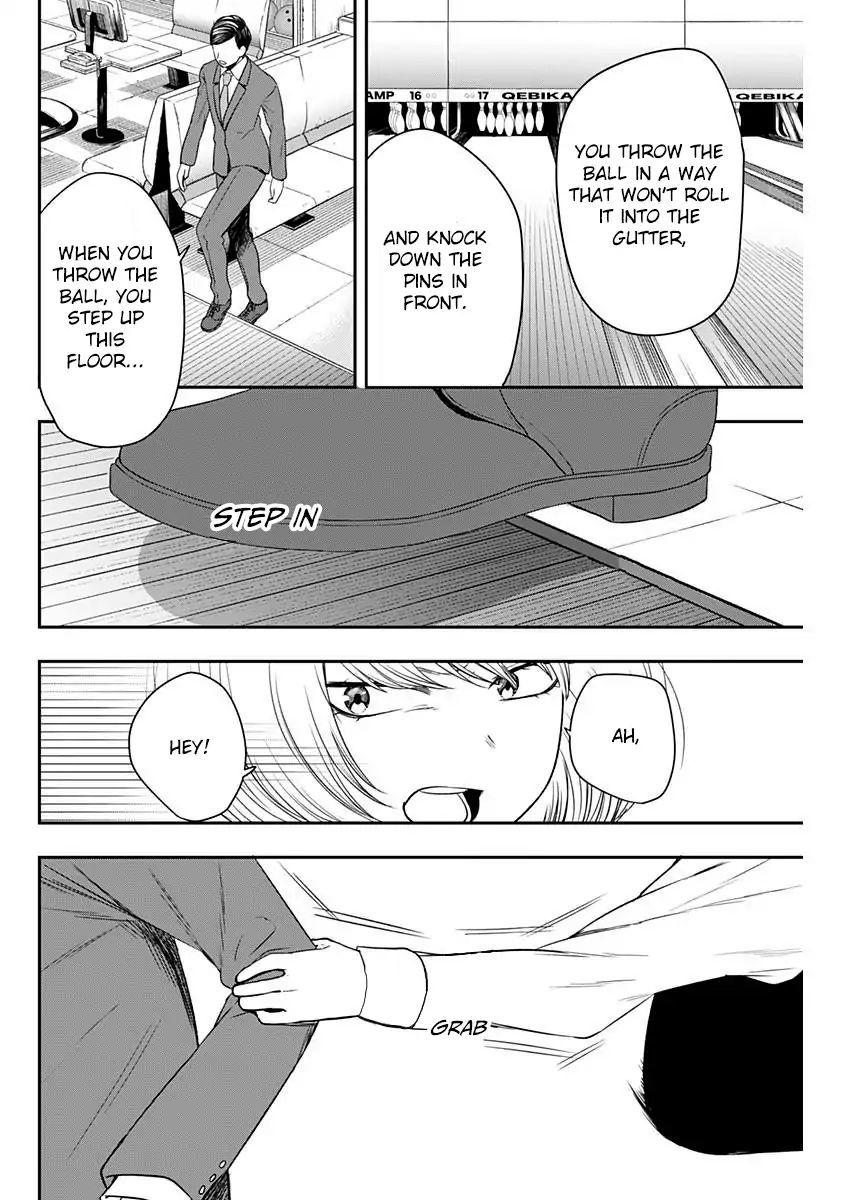 AMP 16 17 QEBIKA QEBIKA
YOU THROW THE
BALL IN A WAY
THAT WON'T ROLL
IT INTO THE
GUTTER,
AND KNOCK
DOWN THE
PINS IN
FRONT.
WHEN YOU
THROW THE
BALL, YOU
STEP UP
THIS
FLOOR...
STEP IN
AH,
HEY!
GRAB